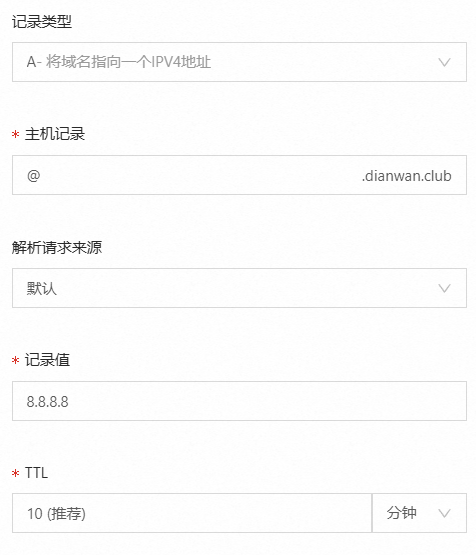 记录类型
A- 将域名指向一个IPV4地址
* 主机记录
@ .dianwan.club
解析请求来源
默认
* 记录值
8.8.8.8
* TTL
10 (推荐) 分钟